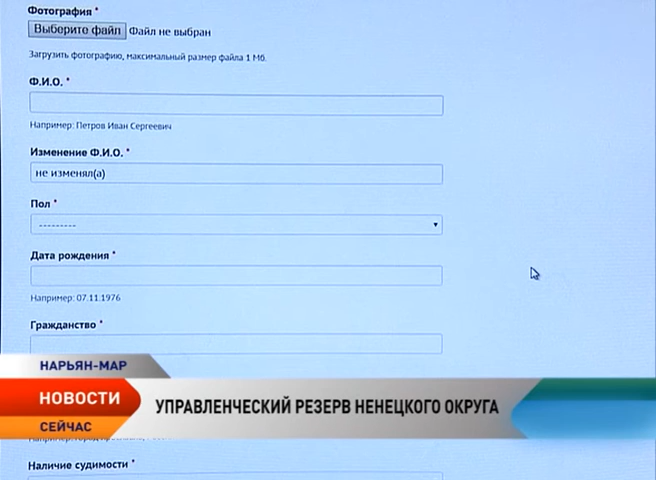 Фотография *
Выберите файл Файл не выбран
Загрузить фотографию, максимальный размер файла 1 Мб.
Ф.И.О. *
Например: Петров Иван Сергеевич
Изменение Ф.И.О. *
не изменял(а)
Пол *
---------
Дата рождения *
Например: 07.11.1976
Гражданство *
НАРЬЯН-МАР
НОВОСТИ
СЕЙЧАС
УПРАВЛЕНЧЕСКИЙ РЕЗЕРВ НЕНЕЦКОГО ОКРУГА
Наличие судимости *